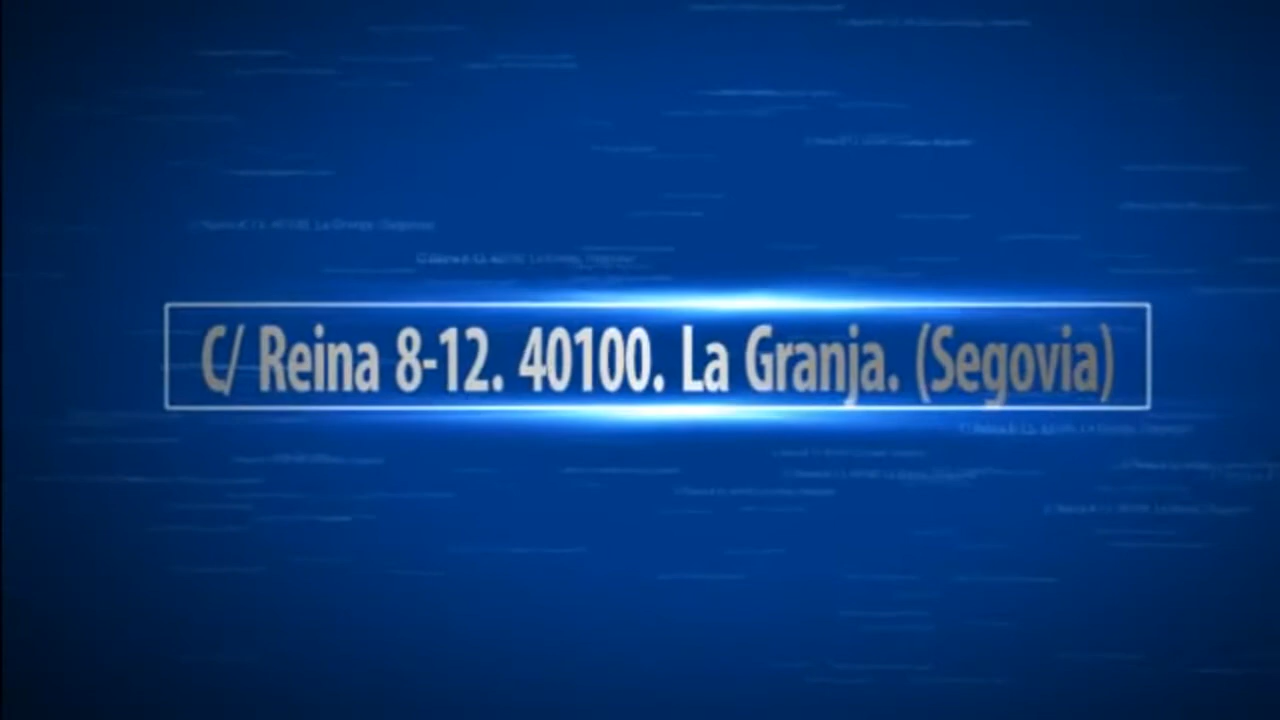 C/ Reina 8-12. 40100. La Granja. (Segovia)